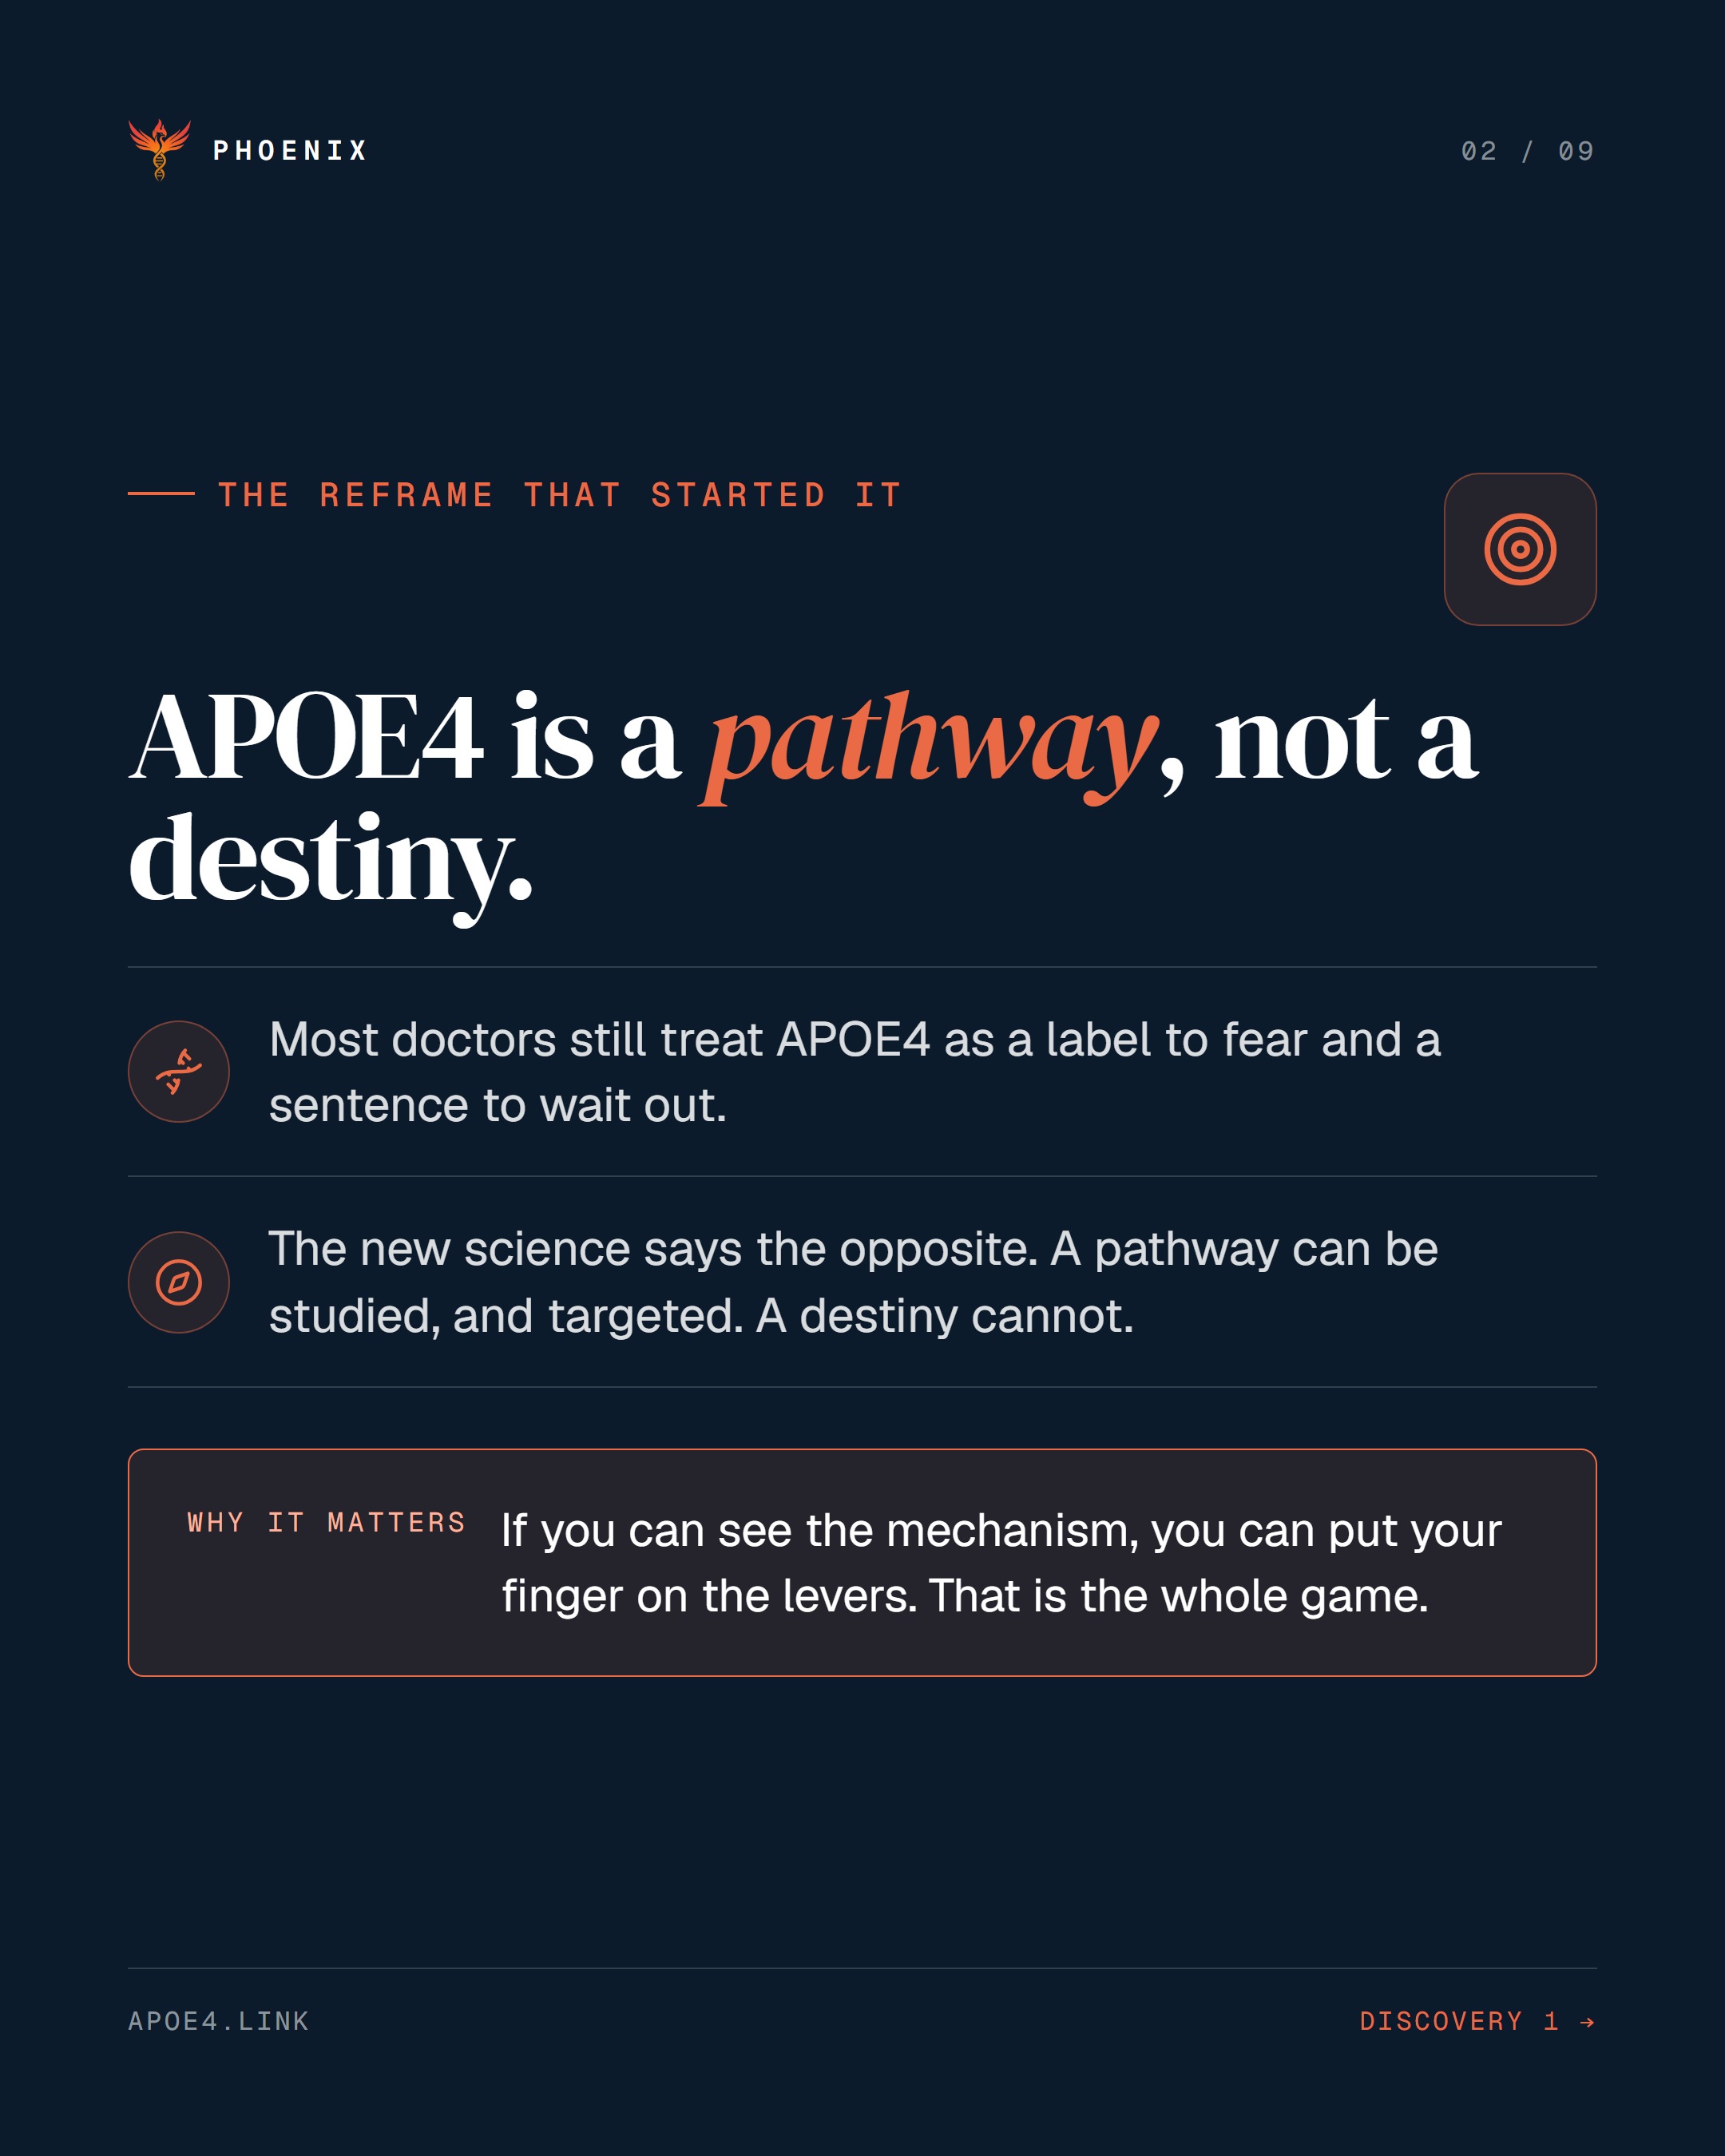 PHOENIX
02 / 09
THE REFRAME THAT STARTED IT
APOE4 is a pathway, not a
destiny.
Most doctors still treat APOE4 as a label to fear and a
sentence to wait out.
The new science says the opposite. A pathway can be
studied, and targeted. A destiny cannot.
WHY IT MATTERS
If you can see the mechanism, you can put your
finger on the levers. That is the whole game.
APOE4.LINK
DISCOVERY 1 →